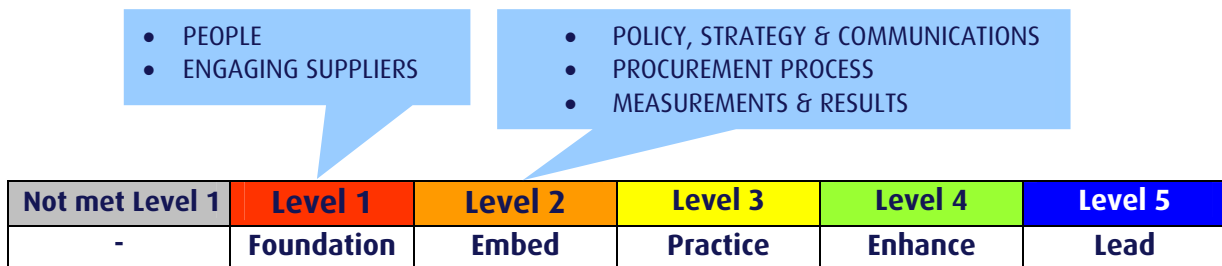 • PEOPLE
• ENGAGING SUPPLIERS
• POLICY, STRATEGY & COMMUNICATIONS
• PROCUREMENT PROCESS
• MEASUREMENTS & RESULTS
Not met Level 1 Level 1 Level 2 Level 3 Level 4 Level 5
- Foundation Embed Practice Enhance Lead